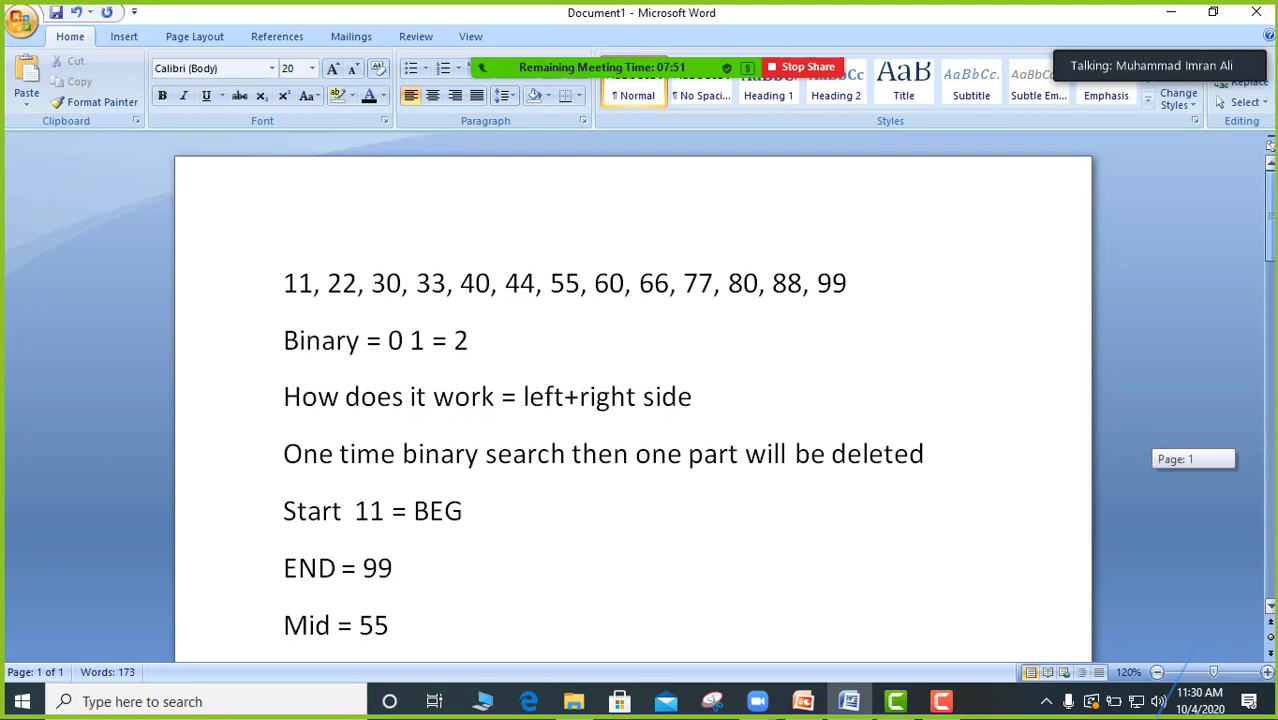 Document1 - Microsoft Word
Home Insert Page Layout References Mailings Review View
Remaining Meeting Time: 07:51 Stop Share
Talking: Muhammad Imran Ali
Paste
Cut
Copy
Format Painter
Clipboard
Calibri (Body) 20
Font
Paragraph
¶ Normal
¶ No Spaci...
Heading 1
Heading 2
Title
Subtitle
Subtle Em...
Emphasis
Change Styles
Styles
Replace
Select
Editing
11, 22, 30, 33, 40, 44, 55, 60, 66, 77, 80, 88, 99
Binary = 0 1 = 2
How does it work = left+right side
One time binary search then one part will be deleted
Start 11 = BEG
END = 99
Mid = 55
Page: 1
Page: 1 of 1 Words: 173
120%
Type here to search
11:30 AM
10/4/2020